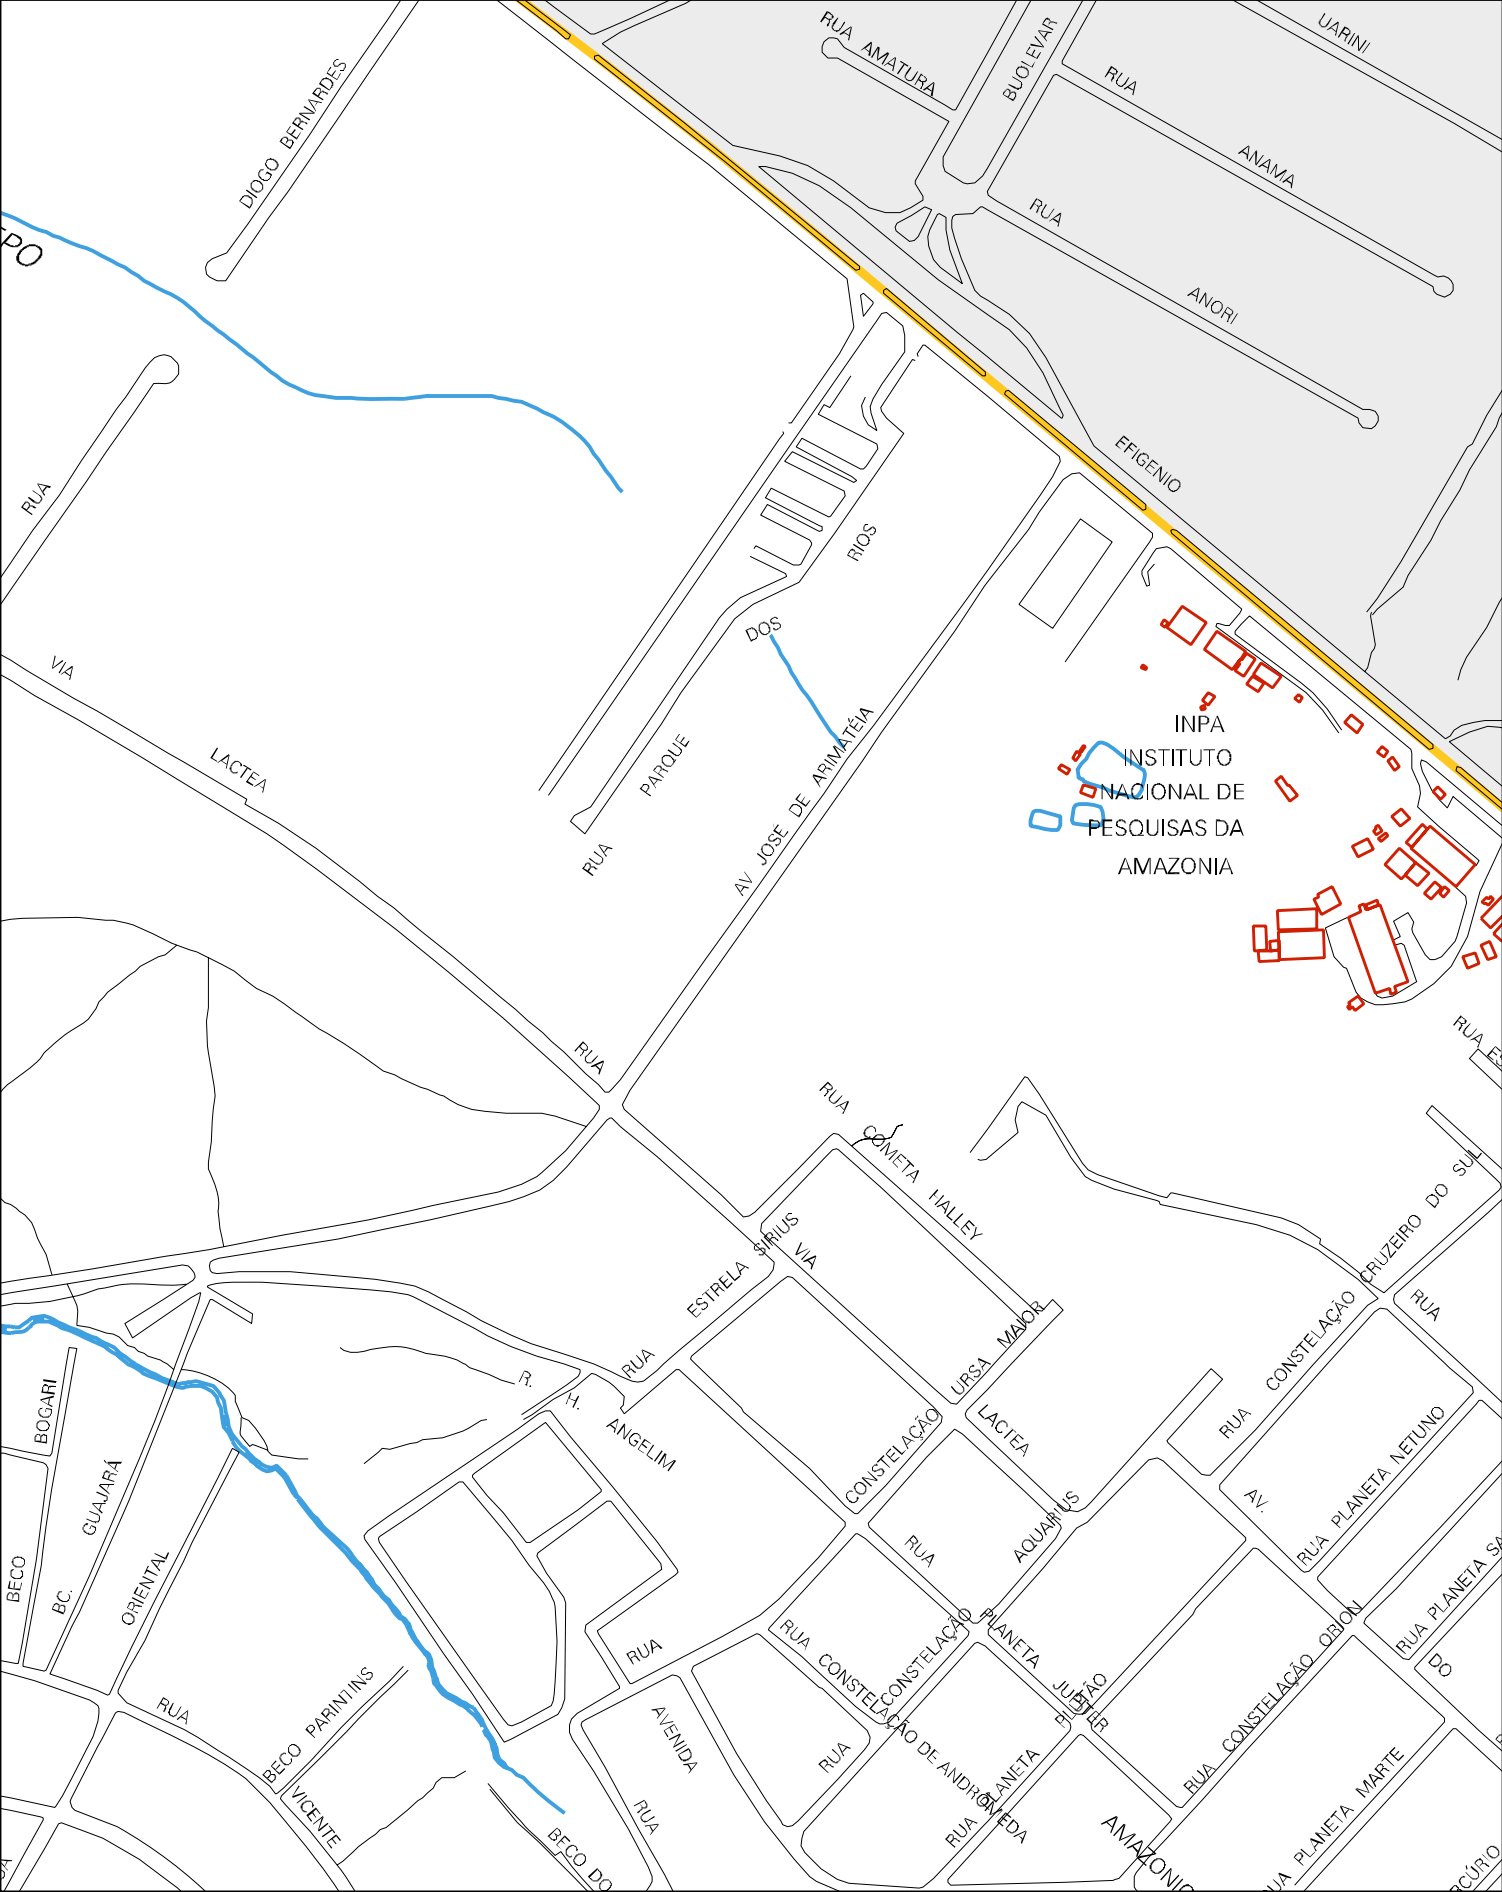 UARINI
RUA AMATURA
BUOLEVAR
RUA
ANAMA
DIOGO BERNARDES
RUA
ANORI
EFIGENIO
RUA
RIOS
DOS
PARQUE
RUA
VIA
LACTEA
RUA
AV JOSE DE ARIMATÉIA
INPA
INSTITUTO
NACIONAL DE
PESQUISAS DA
AMAZONIA
RUA
RUA COMETA HALLEY
CRUZEIRO DO SUL
CONSTELAÇÃO
RUA
RUA
ESTRELA SIRIUS
RUA
VIA
LACTEA
URSA MAIOR
CONSTELAÇÃO
R.
H.
ANGELIM
BOGARI
BECO
GUAJARÁ
BC.
ORIENTAL
RUA
AQUARIUS
CONSTELAÇÃO
RUA
AV.
RUA PLANETA NETUNO
RUA PLANETA
DO
RUA
CONSTELAÇÃO ORION
RUA
PLANETA
JUPITER
PLUTÃO
PLANETA
RUA
RUA
RUA CONSTELAÇÃO DE ANDROMEDA
AVENIDA
RUA
RUA
VICENTE
BECO PARINTINS
BECO DO
PLANETA MARTE